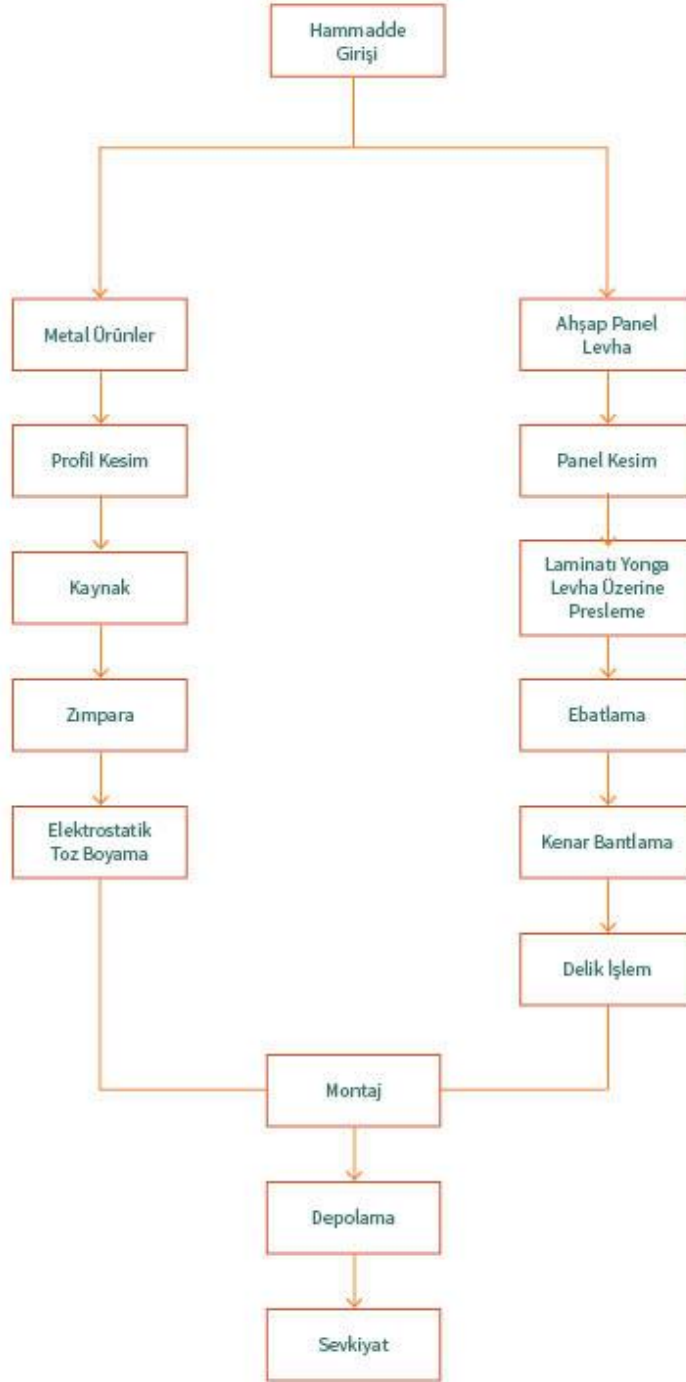 Hammadde
Girişi
Metal Ürünler
Ahşap Panel
Levha
Profil Kesim
Panel Kesim
Kaynak
Laminatı Yonga
Levha Üzerine
Presleme
Zımpara
Ebatlama
Elektrostatik
Toz Boyama
Kenar Bantlama
Delik İşlem
Montaj
Depolama
Sevkiyat